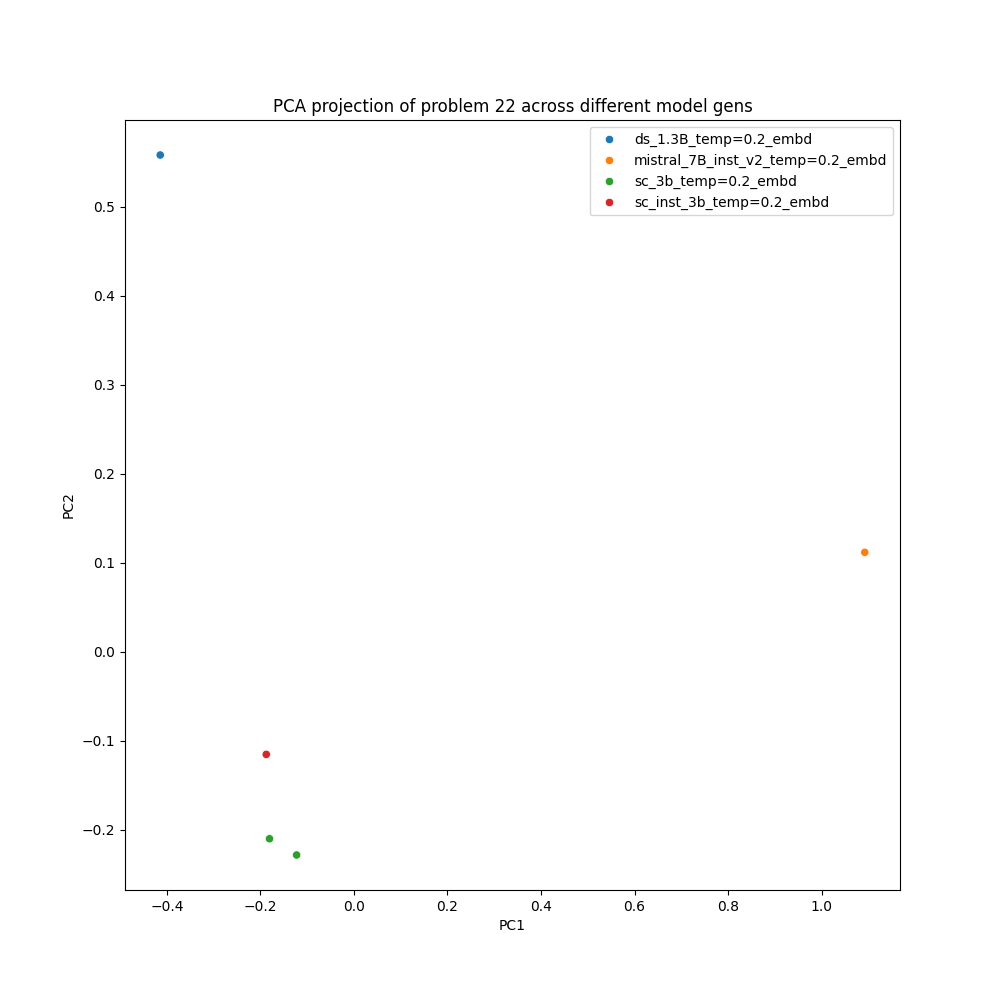 PCA projection of problem 22 across different model gens
ds_1.3B_temp=0.2_embd
mistral_7B_inst_v2_temp=0.2_embd
sc_3b_temp=0.2_embd
sc_inst_3b_temp=0.2_embd
0.5
0.4
0.3
0.2
0.1
0.0
−0.1
−0.2
PC2
−0.4 −0.2 0.0 0.2 0.4 0.6 0.8 1.0
PC1